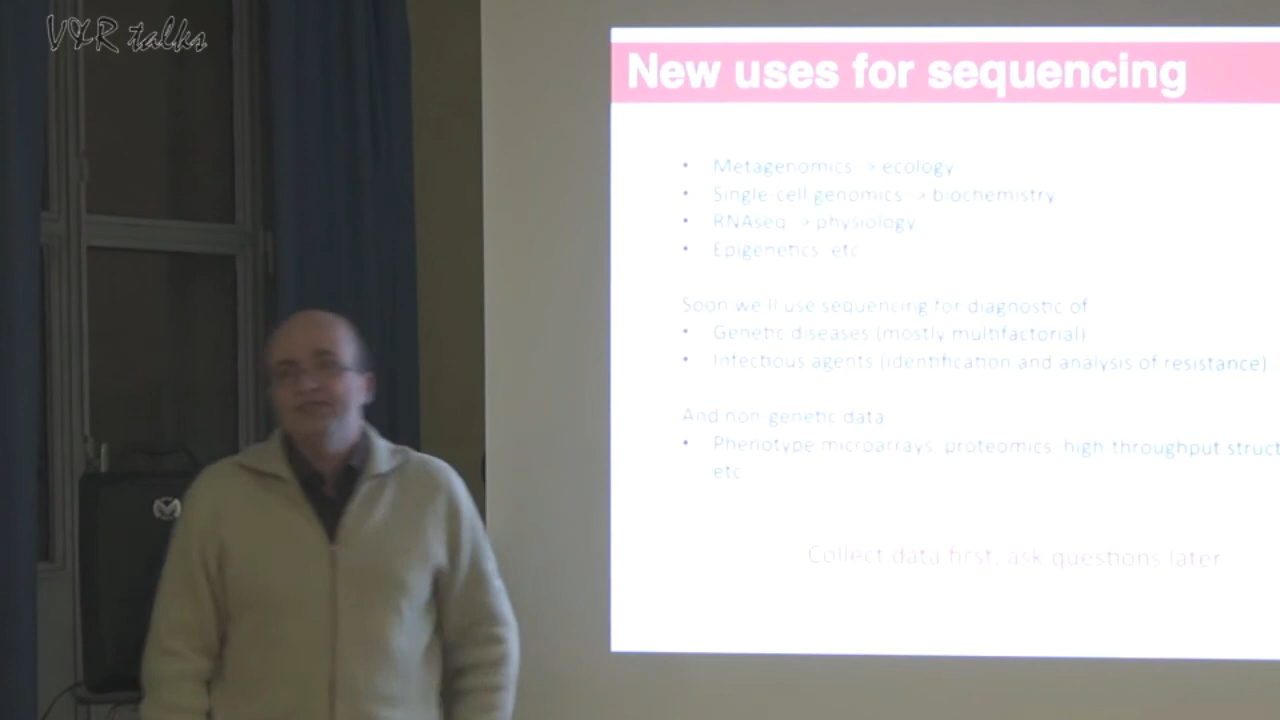 V&R talks
New uses for sequencing
• Metagenomics -> ecology
• Single-cell genomics -> biochemistry
• RNAseq -> physiology
• Epigenetics etc
Soon we'll use sequencing for diagnostic of
• Genetic diseases (mostly multifactorial)
• Infectious agents (identification and analysis of resistance)
And non-genetic data
• Phenotype microarrays, proteomics, high throughput struct
etc
Collect data first, ask questions later